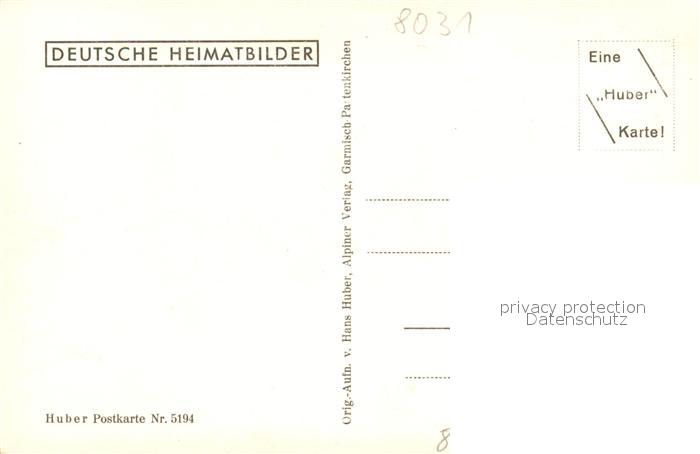 8031
DEUTSCHE HEIMATBILDER
Eine
„Huber"
Karte!
Orig.-Aufn. v. Hans Huber, Alpiner Verlag, Garmisch-Partenkirchen
privacy protection
Datenschutz
Huber Postkarte Nr. 5194
8